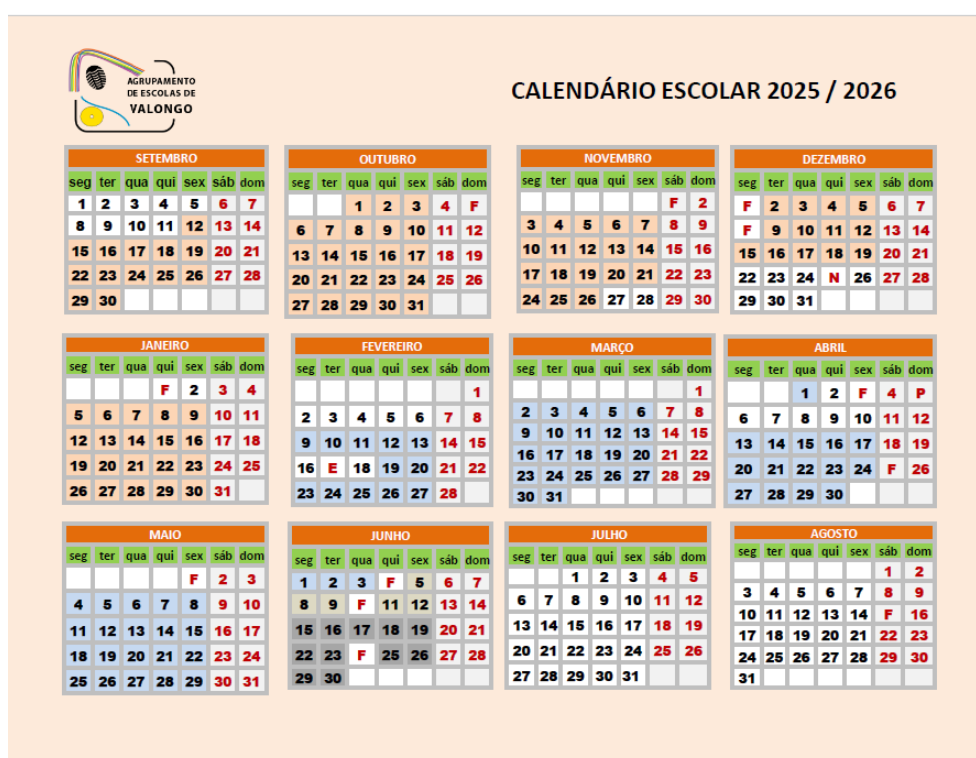 AGRUPAMENTO
DE ESCOLAS DE
VALONGO
CALENDÁRIO ESCOLAR 2025 / 2026
SETEMBRO
seg ter qua qui sex sáb dom
1 2 3 4 5 6 7
8 9 10 11 12 13 14
15 16 17 18 19 20 21
22 23 24 25 26 27 28
29 30
OUTUBRO
seg ter qua qui sex sáb dom
1 2 3 4 F
6 7 8 9 10 11 12
13 14 15 16 17 18 19
20 21 22 23 24 25 26
27 28 29 30 31
NOVEMBRO
seg ter qua qui sex sáb dom
F 2
3 4 5 6 7 8 9
10 11 12 13 14 15 16
17 18 19 20 21 22 23
24 25 26 27 28 29 30
DEZEMBRO
seg ter qua qui sex sáb dom
F 2 3 4 5 6 7
F 9 10 11 12 13 14
15 16 17 18 19 20 21
22 23 24 N 26 27 28
29 30 31
JANEIRO
seg ter qua qui sex sáb dom
F 2 3 4
5 6 7 8 9 10 11
12 13 14 15 16 17 18
19 20 21 22 23 24 25
26 27 28 29 30 31
FEVEREIRO
seg ter qua qui sex sáb dom
1
2 3 4 5 6 7 8
9 10 11 12 13 14 15
16 E 18 19 20 21 22
23 24 25 26 27 28
MARÇO
seg ter qua qui sex sáb dom
1
2 3 4 5 6 7 8
9 10 11 12 13 14 15
16 17 18 19 20 21 22
23 24 25 26 27 28 29
30 31
ABRIL
seg ter qua qui sex sáb dom
1 2 F 4 P
6 7 8 9 10 11 12
13 14 15 16 17 18 19
20 21 22 23 24 F 26
27 28 29 30
MAIO
seg ter qua qui sex sáb dom
F 2 3
4 5 6 7 8 9 10
11 12 13 14 15 16 17
18 19 20 21 22 23 24
25 26 27 28 29 30 31
JUNHO
seg ter qua qui sex sáb dom
1 2 3 F 5 6 7
8 9 F 11 12 13 14
15 16 17 18 19 20 21
22 23 F 25 26 27 28
29 30
JULHO
seg ter qua qui sex sáb dom
1 2 3 4 5
6 7 8 9 10 11 12
13 14 15 16 17 18 19
20 21 22 23 24 25 26
27 28 29 30 31
AGOSTO
seg ter qua qui sex sáb dom
1 2
3 4 5 6 7 8 9
10 11 12 13 14 F 16
17 18 19 20 21 22 23
24 25 26 27 28 29 30
31